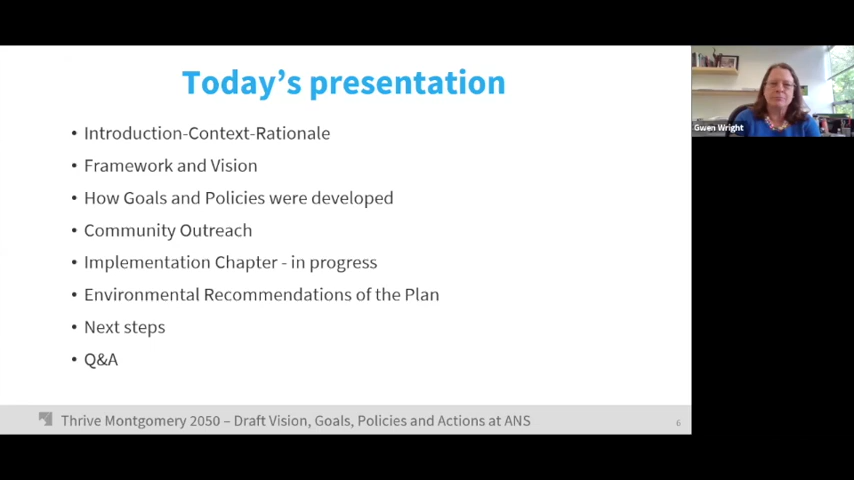 Today's presentation
• Introduction-Context-Rationale
• Framework and Vision
• How Goals and Policies were developed
• Community Outreach
• Implementation Chapter - in progress
• Environmental Recommendations of the Plan
• Next steps
• Q&A
Thrive Montgomery 2050 – Draft Vision, Goals, Policies and Actions at ANS
6
Gwen Wright